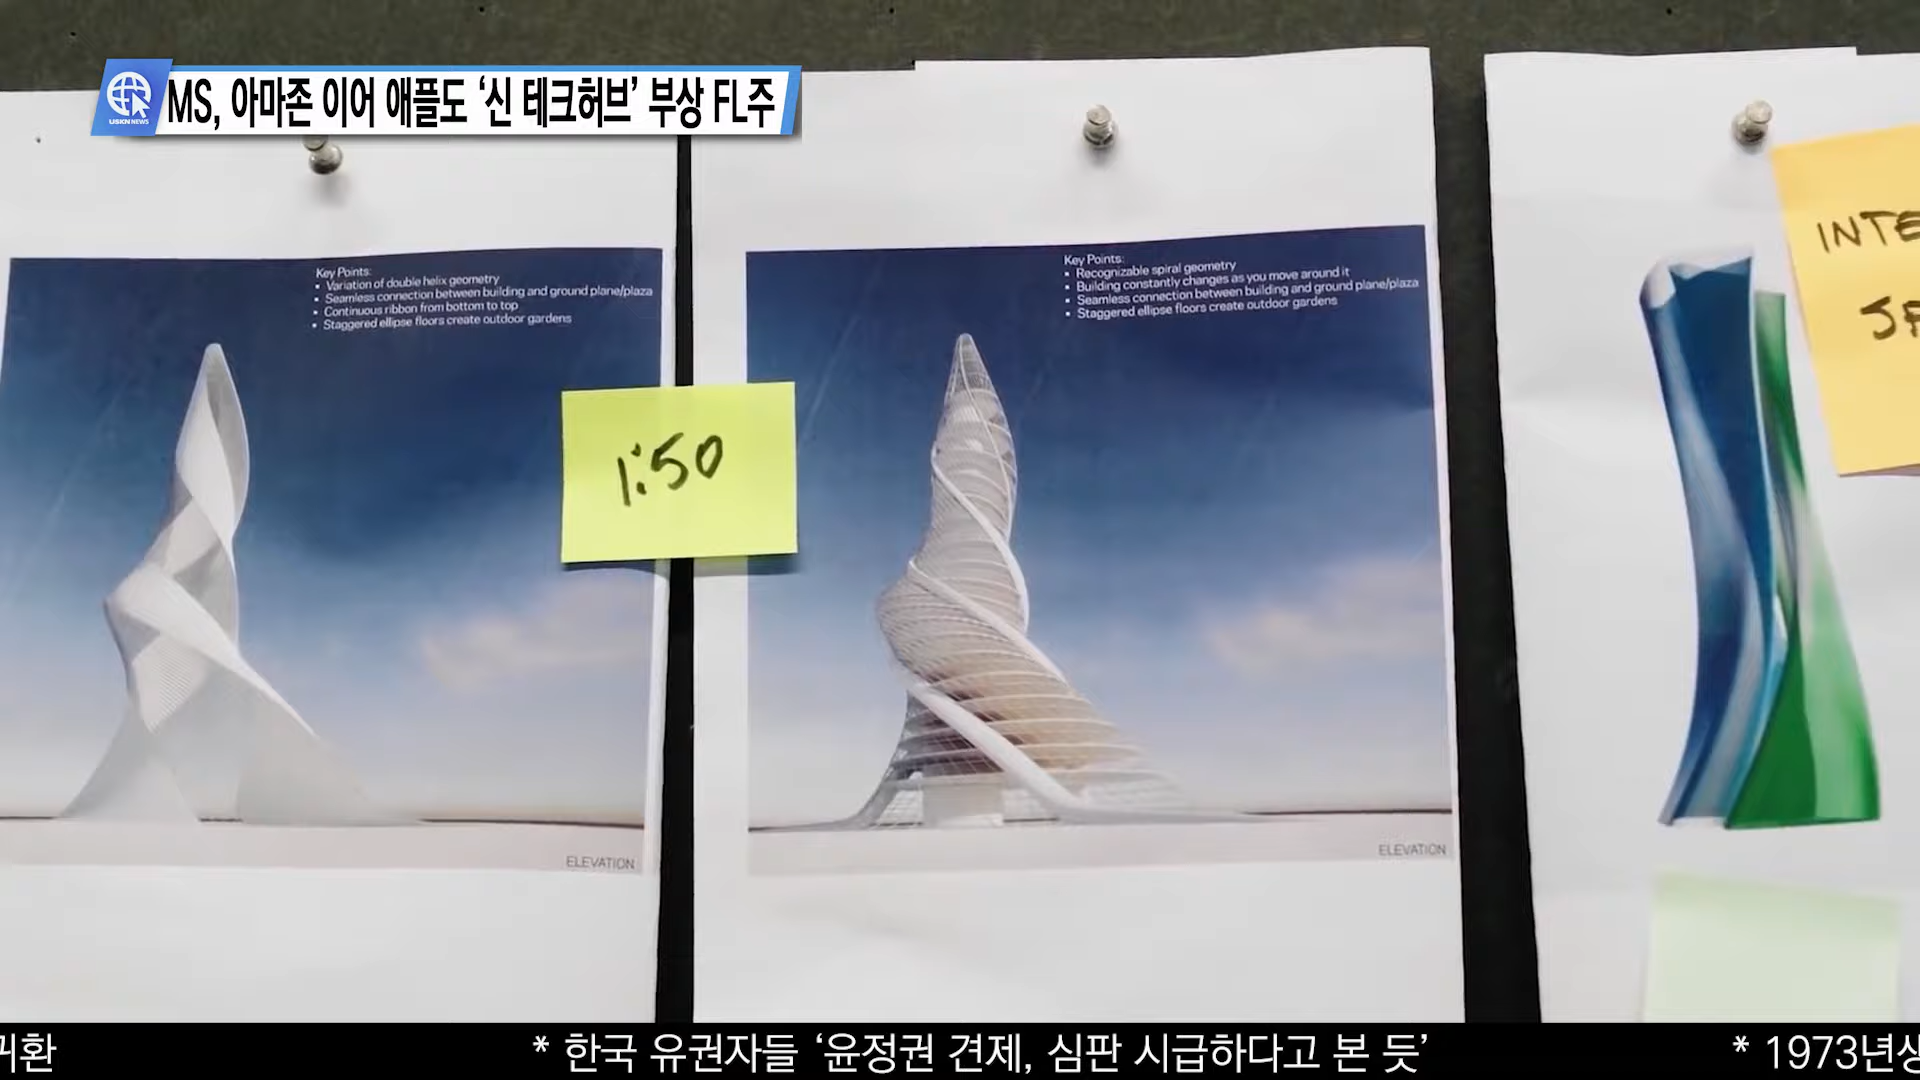 MS, 아마존 이어 애플도 ‘신 테크허브’ 부상 FL주
USKN NEWS
Key Points:
▪ Variation of double helix geometry
▪ Seamless connection between building and ground plane/plaza
▪ Continuous ribbon from bottom to top
▪ Staggered ellipse floors create outdoor gardens
ELEVATION
1:50
Key Points:
▪ Recognizable spiral geometry
▪ Building constantly changes as you move around it
▪ Seamless connection between building and ground plane/plaza
▪ Staggered ellipse floors create outdoor gardens
ELEVATION
INTE
귀환 * 한국 유권자들 ‘윤정권 견제, 심판 시급하다고 본 듯’ * 1973년생